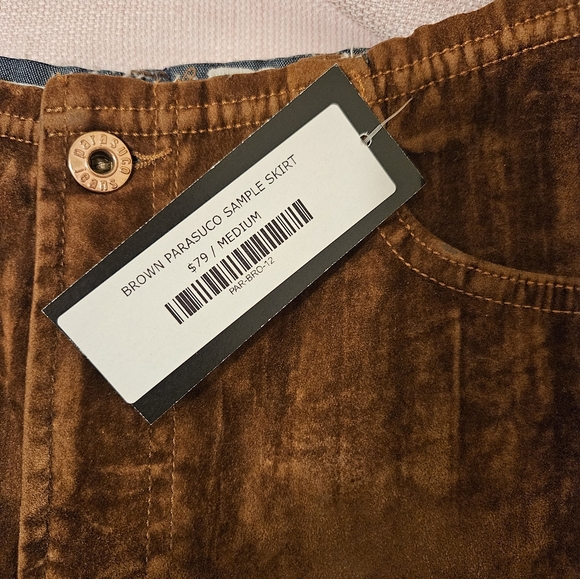 BROWN PARASUCO SAMPLE SKIRT
$79 / MEDIUM
PAR-BRO-12
parasuco jeans